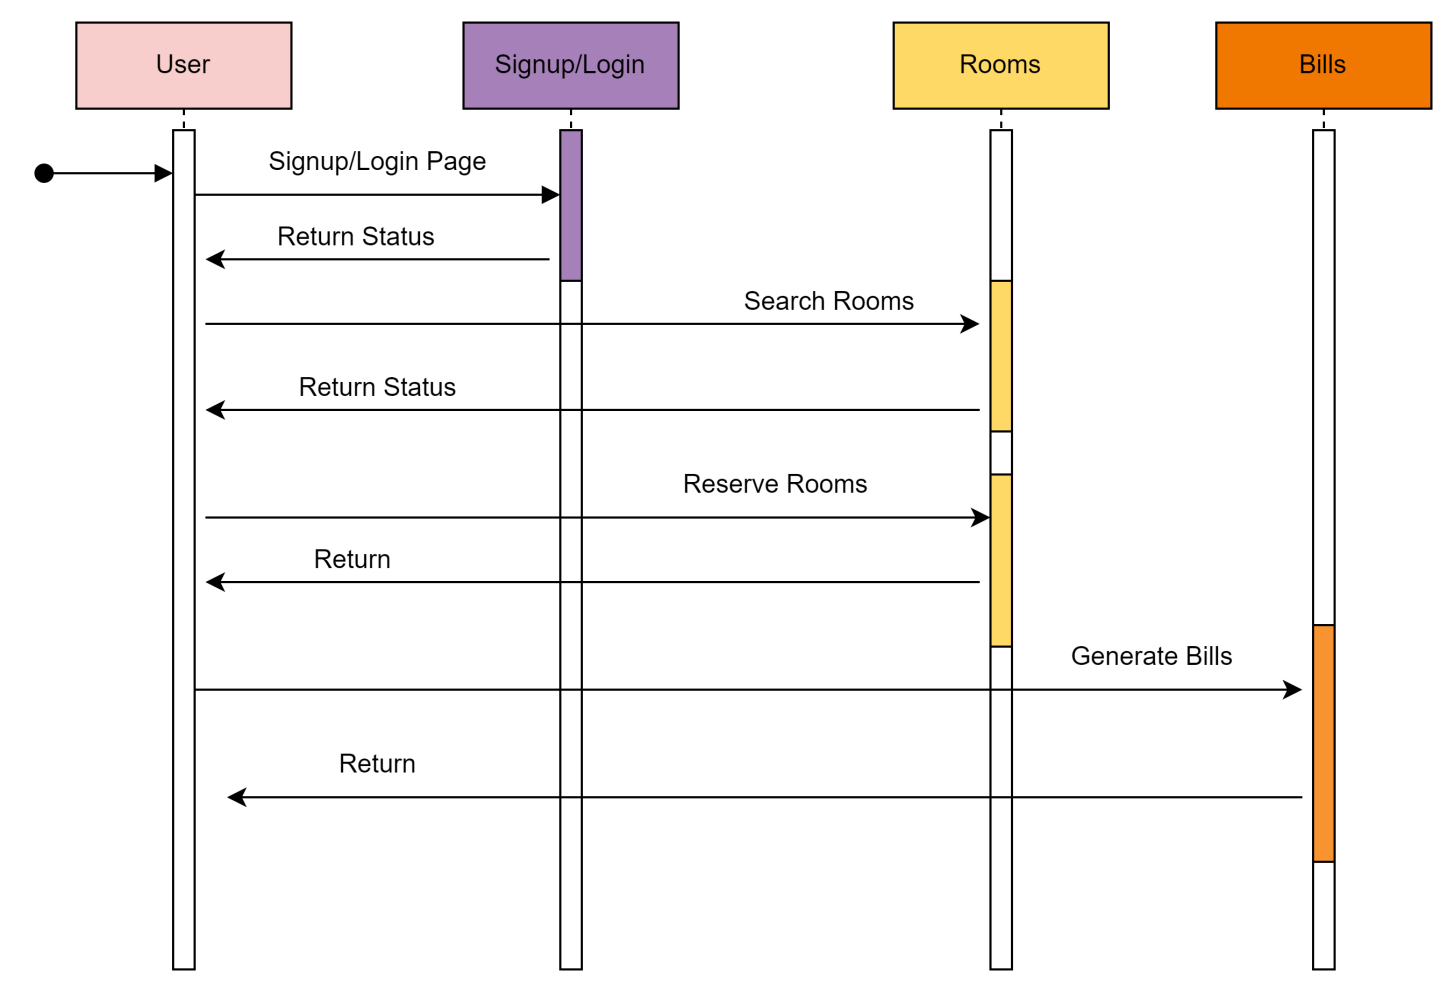 User
Signup/Login
Rooms
Bills
Signup/Login Page
Return Status
Search Rooms
Return Status
Reserve Rooms
Return
Generate Bills
Return